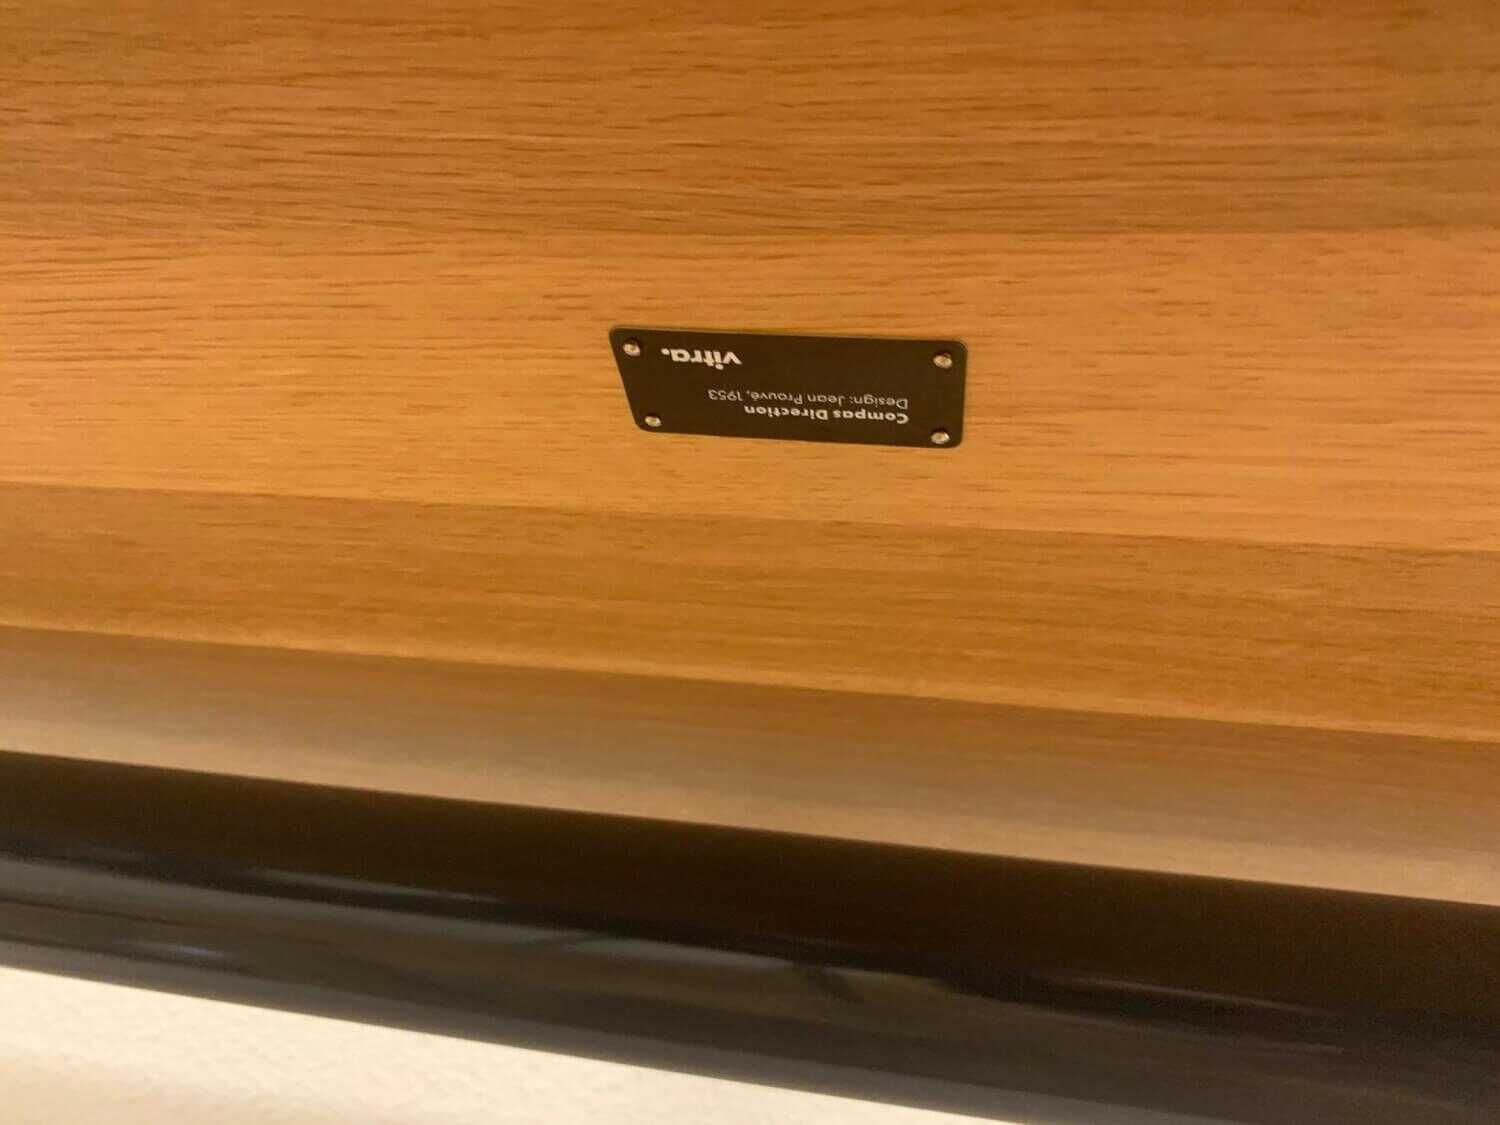 Compas Direction
Design: Jean Prouvé, 1953
vitra.